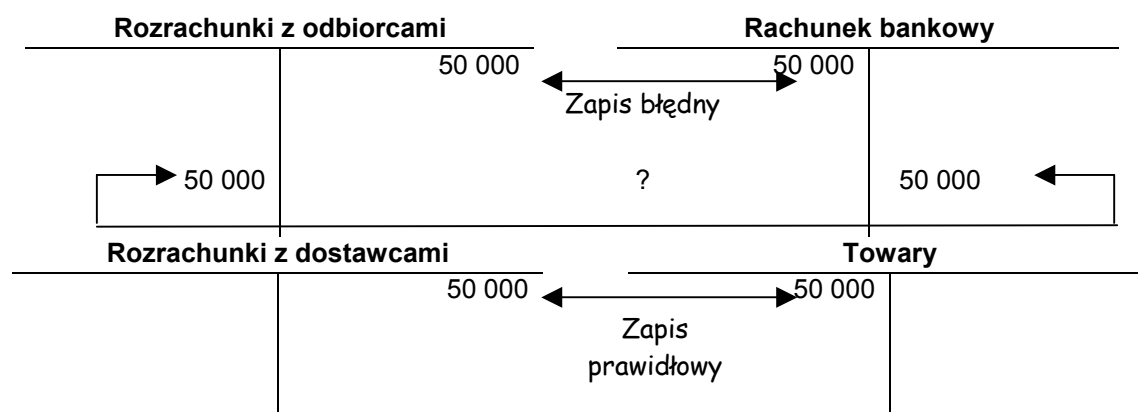 Rozrachunki z odbiorcami Rachunek bankowy
50 000 50 000
Zapis błędny
50 000 ? 50 000
Rozrachunki z dostawcami Towary
50 000 50 000
Zapis
prawidłowy